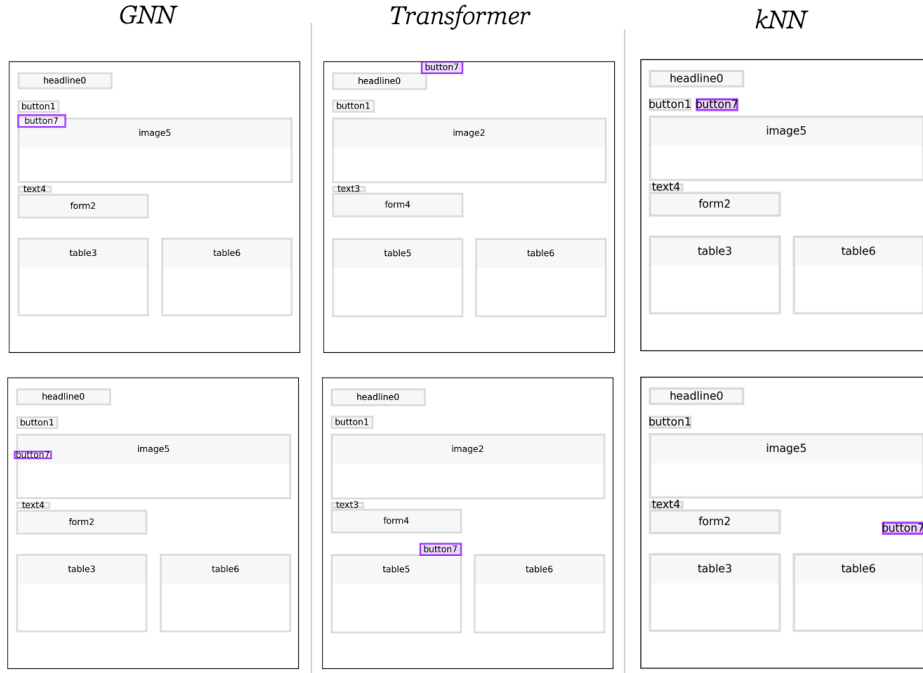 GNN
Transformer
kNN
headline0
button1
button7
image5
text4
form2
table3 table6
button7
headline0
button1
image2
text3
form4
table5 table6
headline0
button1 button7
image5
text4
form2
table3 table6
headline0
button1
image5
button7
text4
form2
table3 table6
headline0
button1
image2
text3
form4
button7
table5 table6
headline0
button1
image5
text4
form2
button7
table3 table6